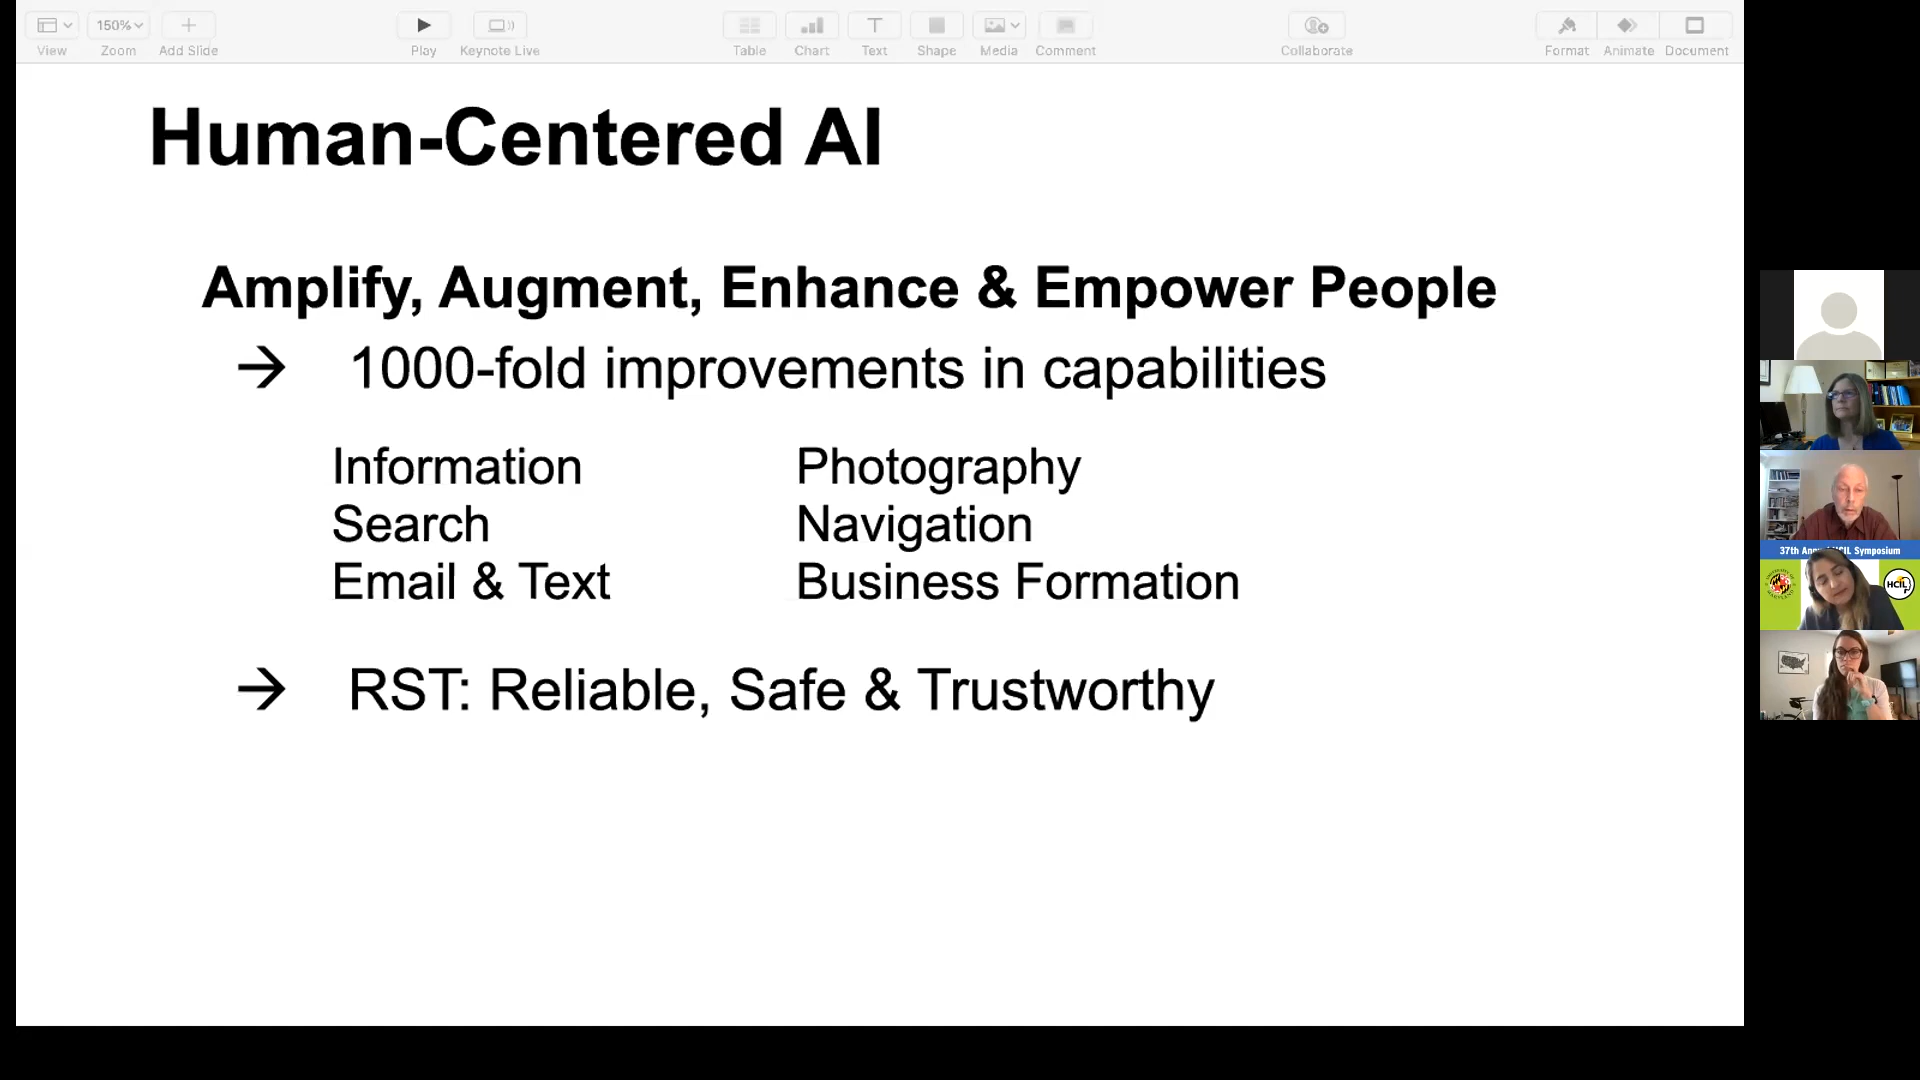 150%
View
Zoom
Add Slide
Play
Keynote Live
Table
Chart
Text
Shape
Media
Comment
Collaborate
Format
Animate
Document
Human-Centered AI
Amplify, Augment, Enhance & Empower People
→ 1000-fold improvements in capabilities
Information
Search
Email & Text
Photography
Navigation
Business Formation
→ RST: Reliable, Safe & Trustworthy
37th
Symposium
HCIL